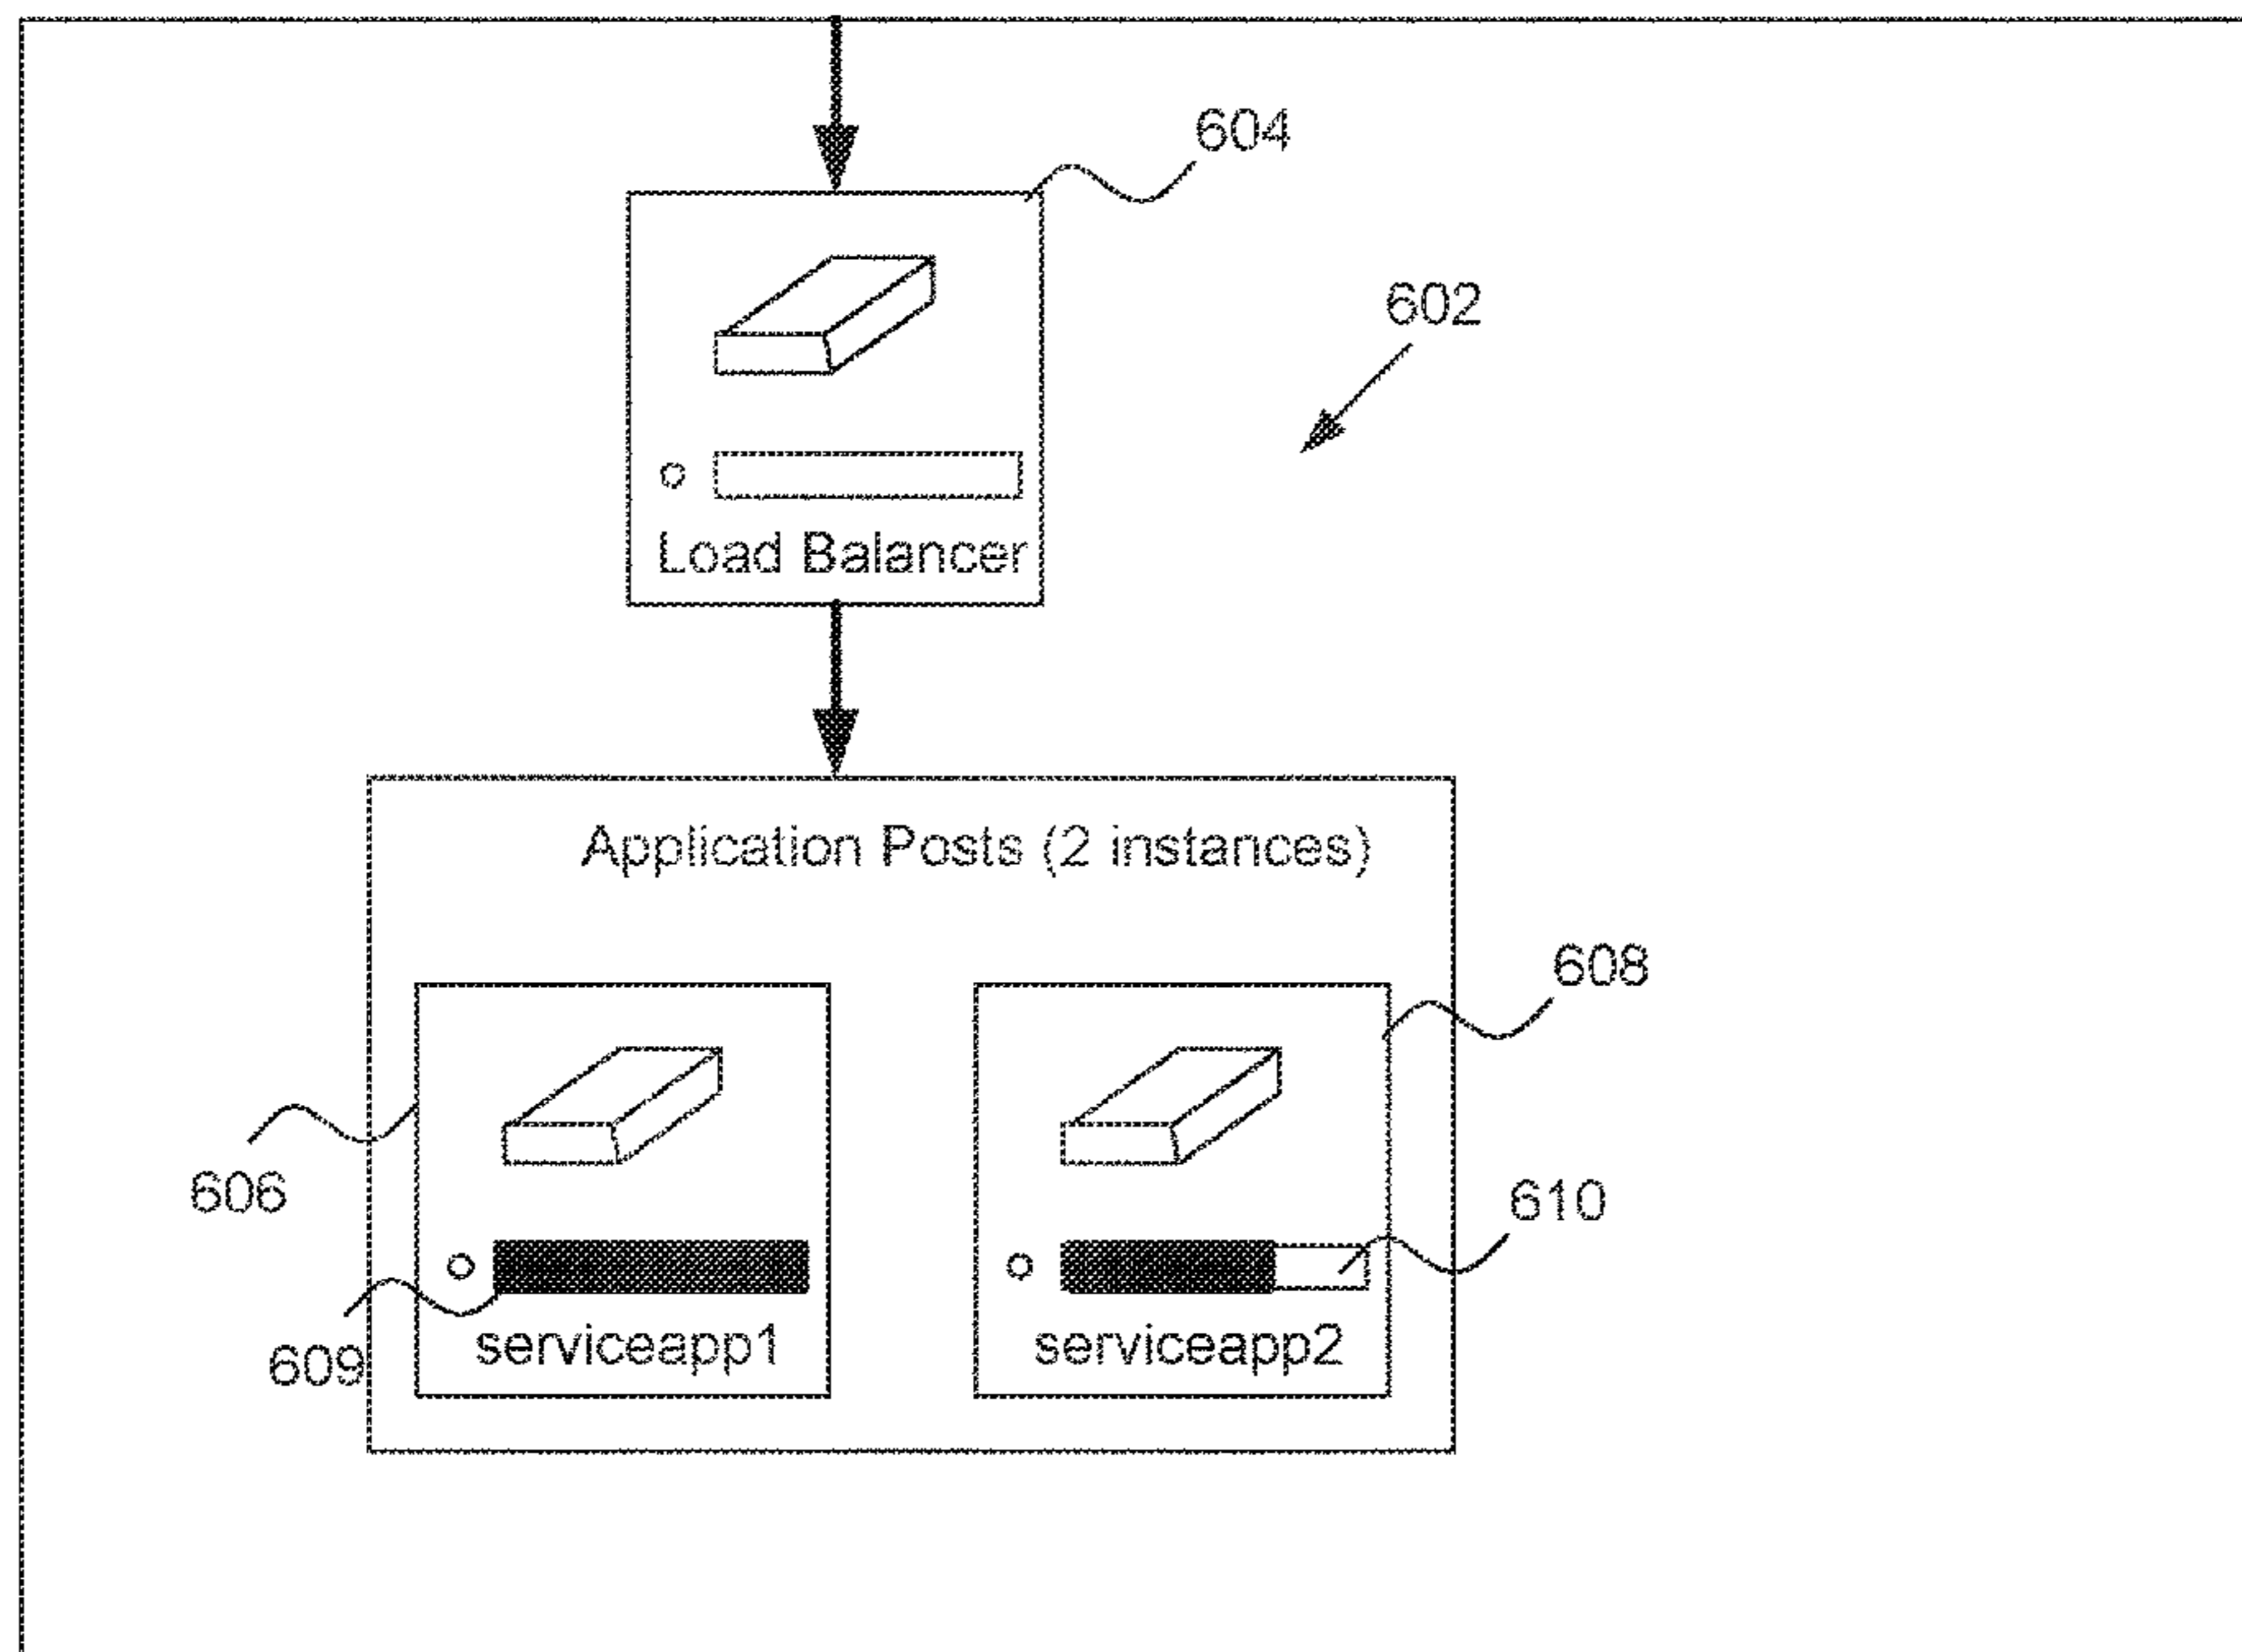 604
602
Load Balancer
Application Posts (2 instances)
608
606
610
609
serviceapp1
serviceapp2